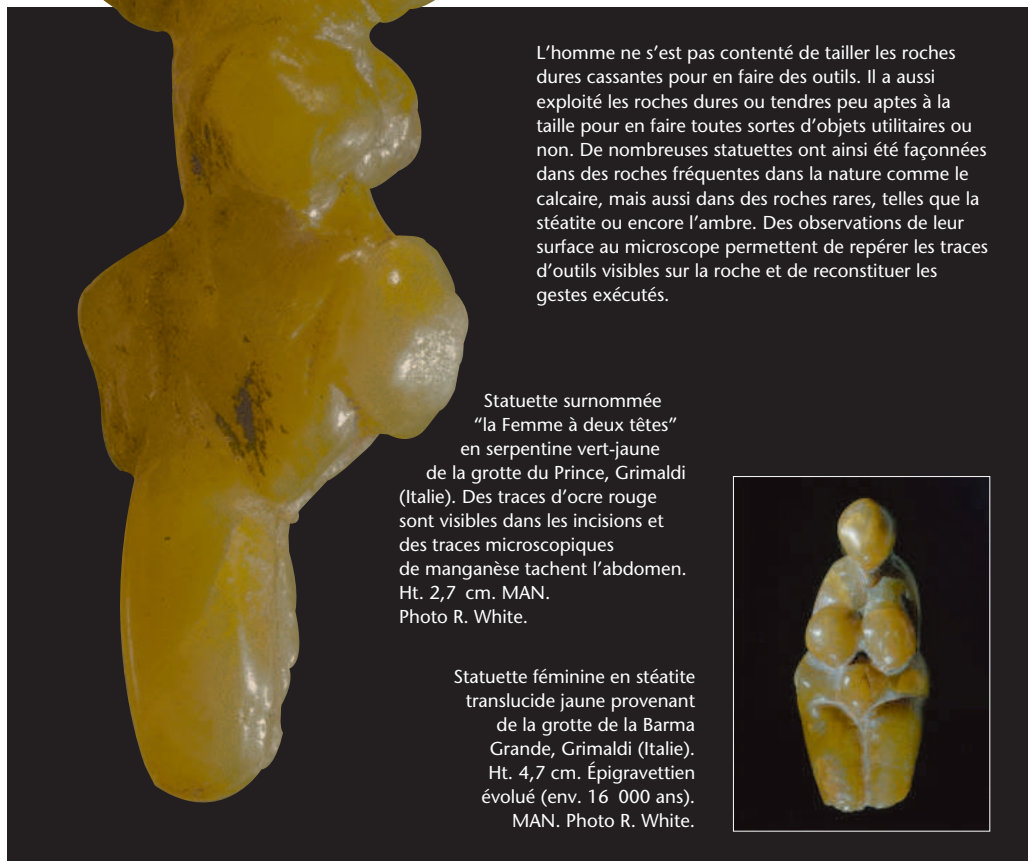 L’homme ne s’est pas contenté de tailler les roches
dures cassantes pour en faire des outils. Il a aussi
exploité les roches dures ou tendres peu aptes à la
taille pour en faire toutes sortes d’objets utilitaires ou
non. De nombreuses statuettes ont ainsi été façonnées
dans des roches fréquentes dans la nature comme le
calcaire, mais aussi dans des roches rares, telles que la
stéatite ou encore l’ambre. Des observations de leur
surface au microscope permettent de repérer les traces
d’outils visibles sur la roche et de reconstituer les
gestes exécutés.
Statuette surnommée
“la Femme à deux têtes”
en serpentine vert-jaune
de la grotte du Prince, Grimaldi
(Italie). Des traces d’ocre rouge
sont visibles dans les incisions et
des traces microscopiques
de manganèse tachent l’abdomen.
Ht. 2,7 cm. MAN.
Photo R. White.
Statuette féminine en stéatite
translucide jaune provenant
de la grotte de la Barma
Grande, Grimaldi (Italie).
Ht. 4,7 cm. Épigravettien
évolué (env. 16 000 ans).
MAN. Photo R. White.